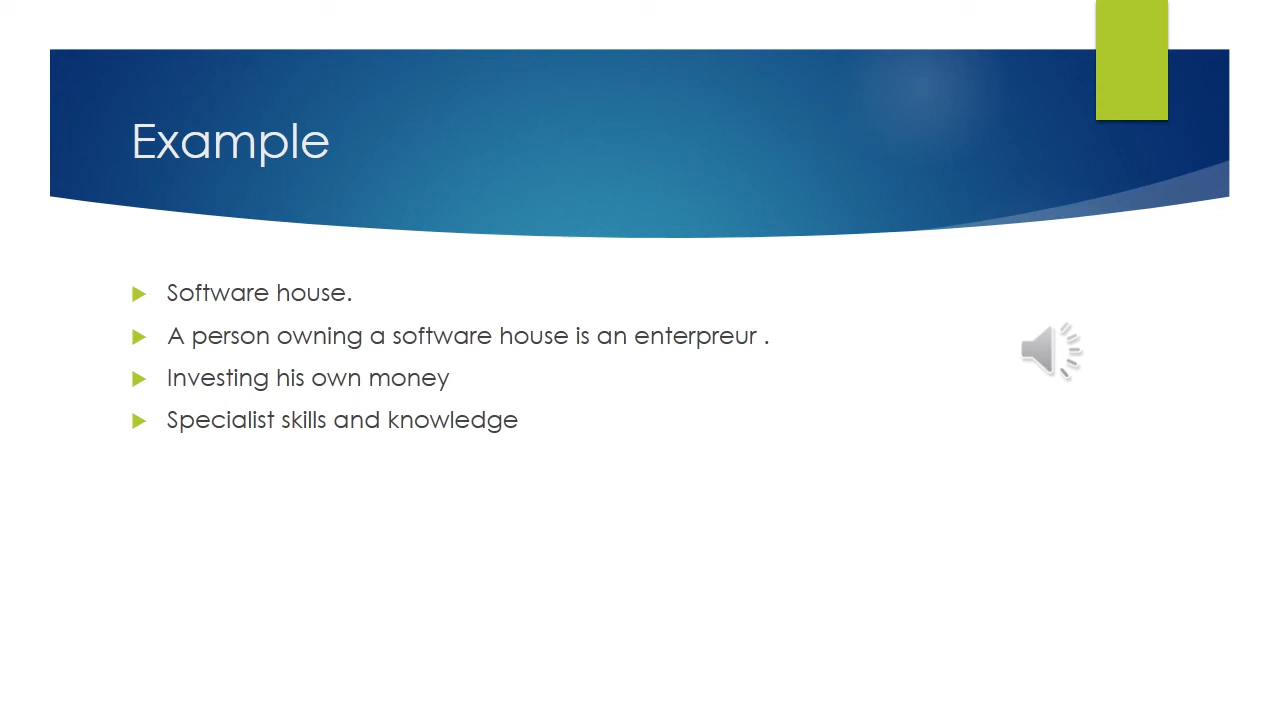 Example
Software house.
A person owning a software house is an enterpreur .
Investing his own money
Specialist skills and knowledge